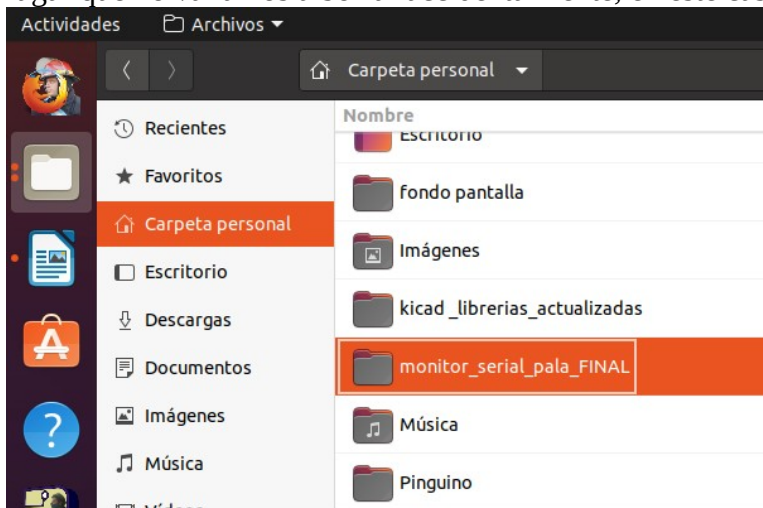 Actividades Archivos
Carpeta personal
Recientes
Favoritos
Carpeta personal
Escritorio
Descargas
Documentos
Imágenes
Música
Nombre
Escritorio
fondo pantalla
Imágenes
kicad _librerias_actualizadas
monitor_serial_pala_FINAL
Música
Pinguino